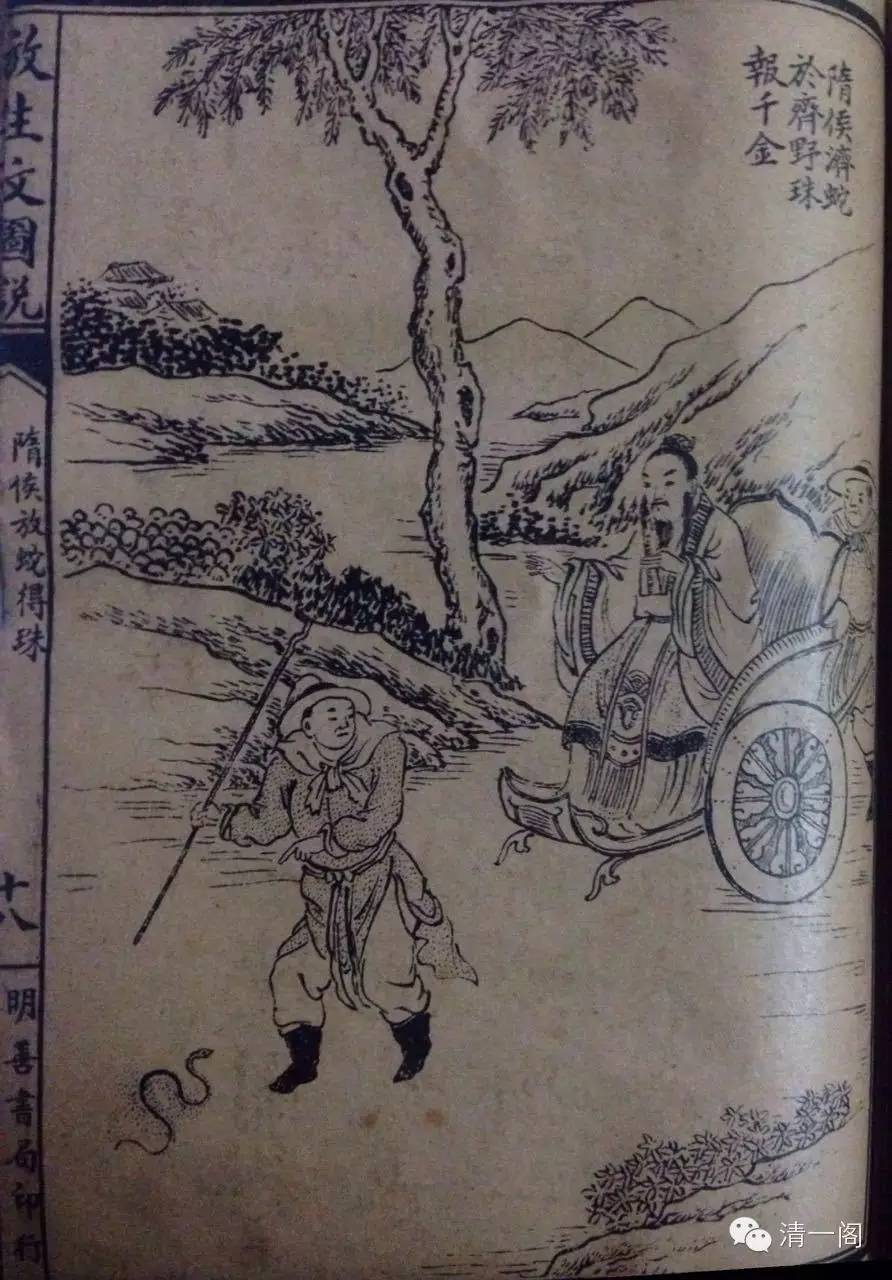 隋侯濟蛇
於齊野珠
報千金
放生文圖説
隋侯放蛇得珠
十八
明善書局印行
清一阁